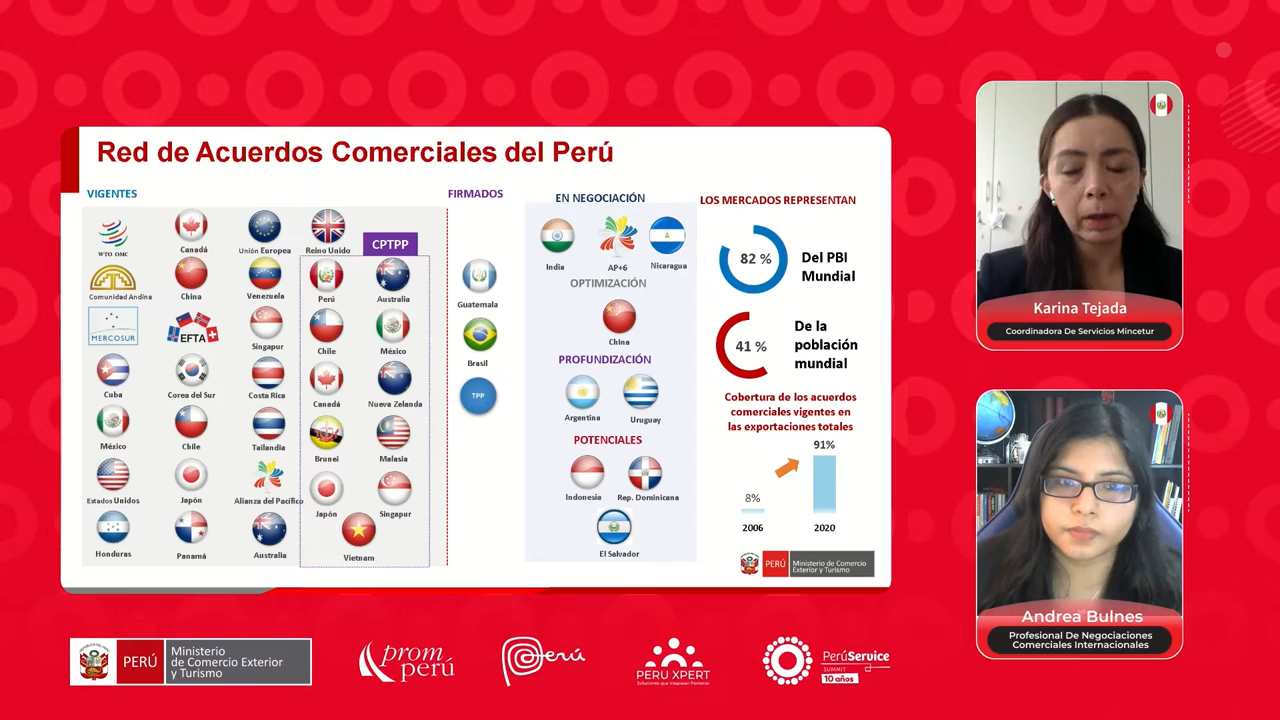 Red de Acuerdos Comerciales del Perú
VIGENTES
WTO OMC
Canadá
Unión Europea
Reino Unido
Comunidad Andina
China
Venezuela
MERCOSUR
EFTA
Singapur
Cuba
Corea del Sur
Costa Rica
México
Chile
Tailandia
Estados Unidos
Japón
Alianza del Pacífico
Honduras
Panamá
Australia
CPTPP
Perú
Australia
Chile
México
Canadá
Nueva Zelanda
Brunei
Malasia
Japón
Singapur
Vietnam
FIRMADOS
Guatemala
Brasil
TPP
EN NEGOCIACIÓN
India
AP+6
Nicaragua
OPTIMIZACIÓN
China
PROFUNDIZACIÓN
Argentina
Uruguay
POTENCIALES
Indonesia
Rep. Dominicana
El Salvador
LOS MERCADOS REPRESENTAN
82 %
Del PBI
Mundial
41 %
De la
población
mundial
Cobertura de los acuerdos
comerciales vigentes en
las exportaciones totales
91%
8%
2006
2020
PERÚ
Ministerio de Comercio
Exterior y Turismo
Karina Tejada
Coordinadora De Servicios Mincetur
Andrea Bulnes
Profesional De Negociaciones
Comerciales Internacionales
PERÚ
Ministerio
de Comercio Exterior
y Turismo
prom
perú
Perú
PERU XPERT
Soluciones que traspasan fronteras
PerúService
SUMMIT
10 años